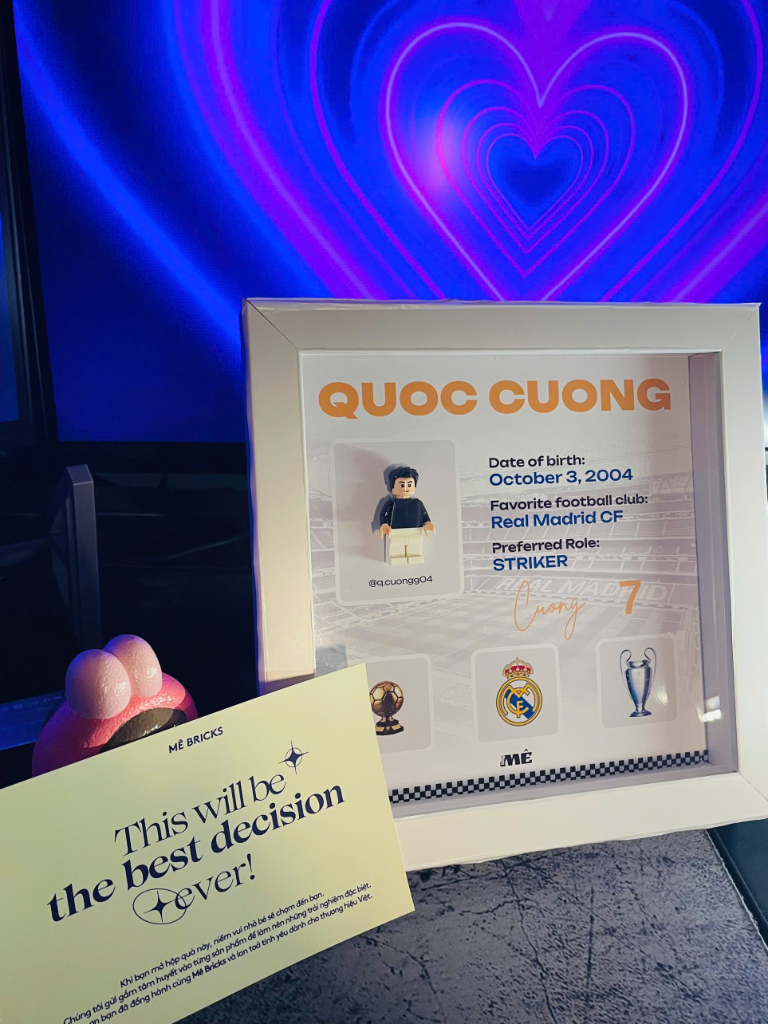 QUOC CUONG
Date of birth:
October 3, 2004
Favorite football club:
Real Madrid CF
Preferred Role:
STRIKER
@q.cuongg04
REAL MADRID
Cuong 7
MÊ
MÊ BRICKS
This will be
the best decision
ever!
Khi bạn mở hộp quà này, niềm vui nhỏ bé sẽ chạm đến bạn.
Chúng tôi gửi gắm tâm huyết vào từng sản phẩm để làm nên những trải nghiệm đặc biệt.
bạn đã đồng hành cùng Mê Bricks và lan toả tình yêu dành cho thương hiệu Việt.